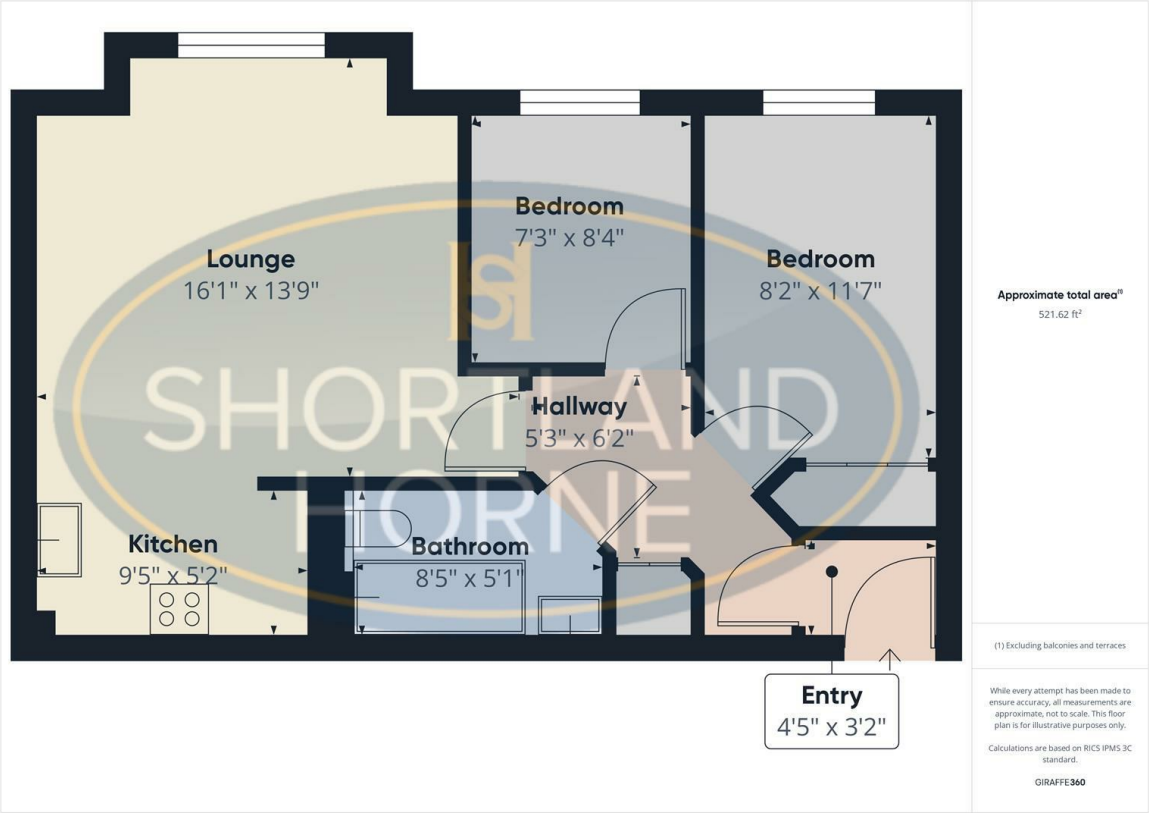 Bedroom
7'3" x 8'4"
Lounge
16'1" x 13'9"
Bedroom
8'2" x 11'7"
SH
SHORTLAND
HORNE
Hallway
5'3" x 6'2"
Kitchen
9'5" x 5'2"
Bathroom
8'5" x 5'1"
Entry
4'5" x 3'2"
Approximate total area⁽¹⁾
521.62 ft²
(1) Excluding balconies and terraces
While every attempt has been made to
ensure accuracy, all measurements are
approximate, not to scale. This floor
plan is for illustrative purposes only.
Calculations are based on RICS IPMS 3C
standard.
GIRAFFE360